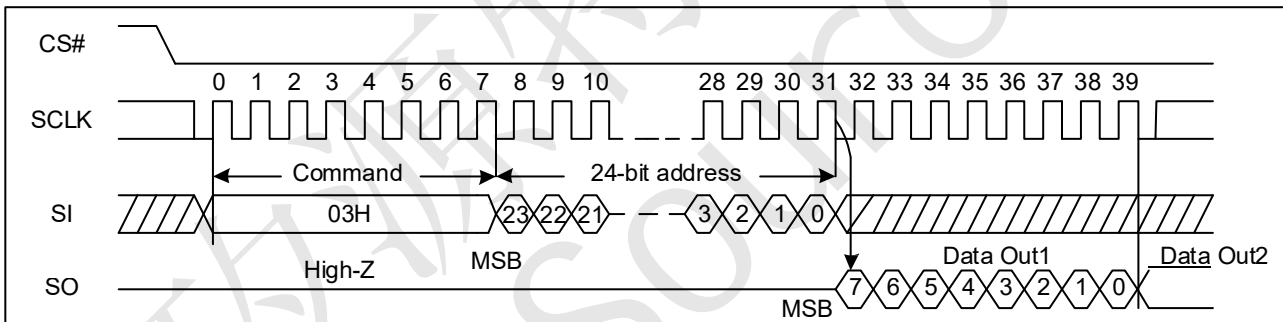 CS#
0 1 2 3 4 5 6 7 8 9 10 28 29 30 31 32 33 34 35 36 37 38 39
SCLK
Command 24-bit address
SI 03H 23 22 21 3 2 1 0
High-Z MSB Data Out1 Data Out2
SO 7 6 5 4 3 2 1 0
MSB